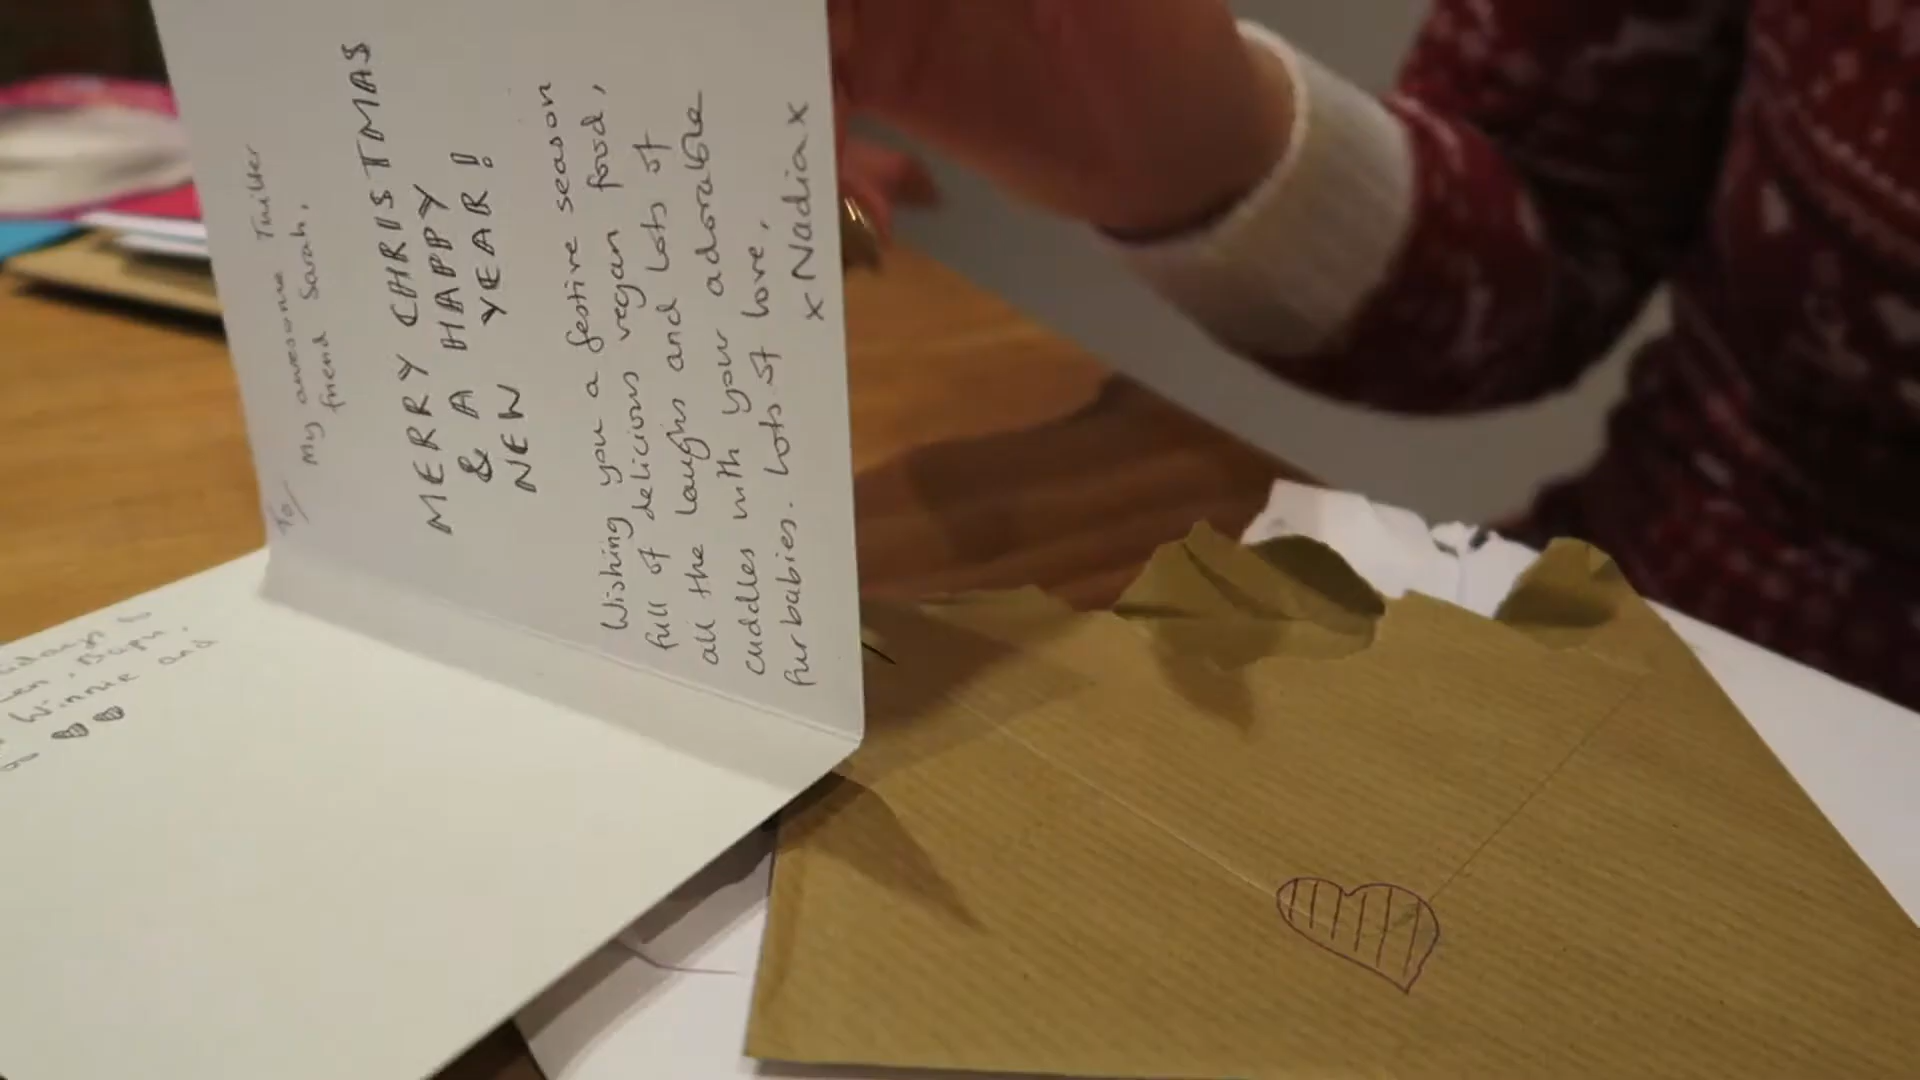 To/
My awesome Twitter
friend Sarah,
MERRY CHRISTMAS
& A HAPPY
NEW YEAR!
Wishing you a festive season
full of delicious vegan food,
all the laughs and lots of
cuddles with your adorable
furbabies. Lots of love,
x Nadia x
Winnie and